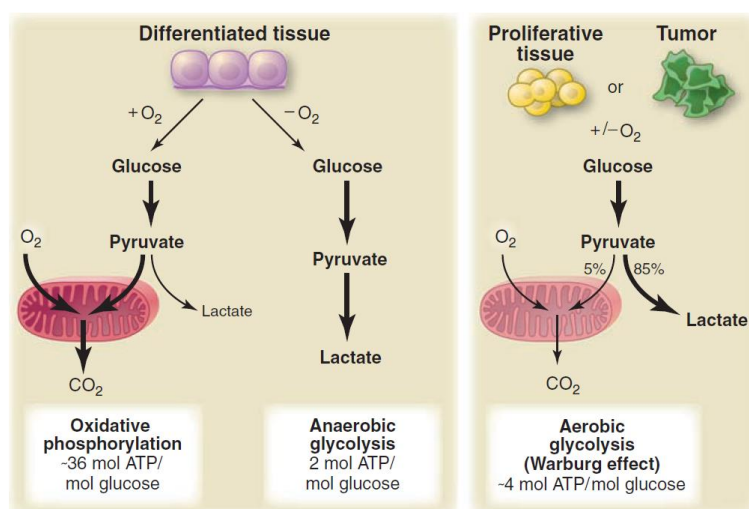 Differentiated tissue
+O₂
−O₂
Glucose
Glucose
O₂
Pyruvate
Pyruvate
Lactate
Lactate
CO₂
Oxidative
phosphorylation
~36 mol ATP/
mol glucose
Anaerobic
glycolysis
2 mol ATP/
mol glucose
Proliferative
tissue
Tumor
or
+/−O₂
Glucose
O₂
Pyruvate
5%
85%
Lactate
CO₂
Aerobic
glycolysis
(Warburg effect)
~4 mol ATP/mol glucose